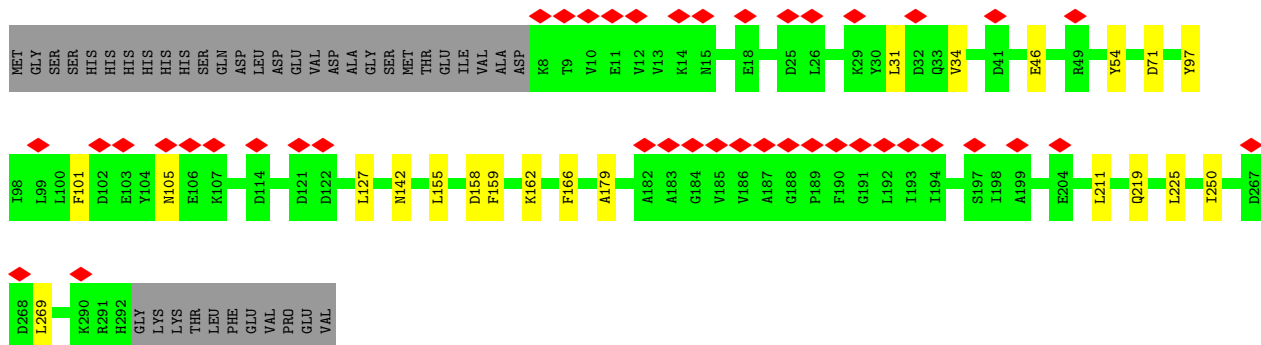 MET GLY SER SER HIS HIS HIS HIS HIS HIS SER GLN ASP LEU ASP GLU VAL ASP ALA GLY SER MET THR GLU ILE VAL ALA ASP K8 T9 V10 E11 V12 V13 K14 N15 E18 D25 L26 K29 Y30 L31 D32 Q33 V34 D41 E46 R49 Y54 D71 Y97
I98 L99 L100 F101 D102 E103 Y104 N105 E106 K107 D114 D121 D122 L127 N142 L155 D158 F159 K162 F166 A179 A182 A183 G184 V185 V186 A187 G188 P189 F190 G191 L192 I193 I194 S197 I198 A199 E204 L211 Q219 L225 I250 D267
D268 L269 K290 R291 H292 GLY LYS LYS THR LEU PHE GLU VAL PRO GLU VAL